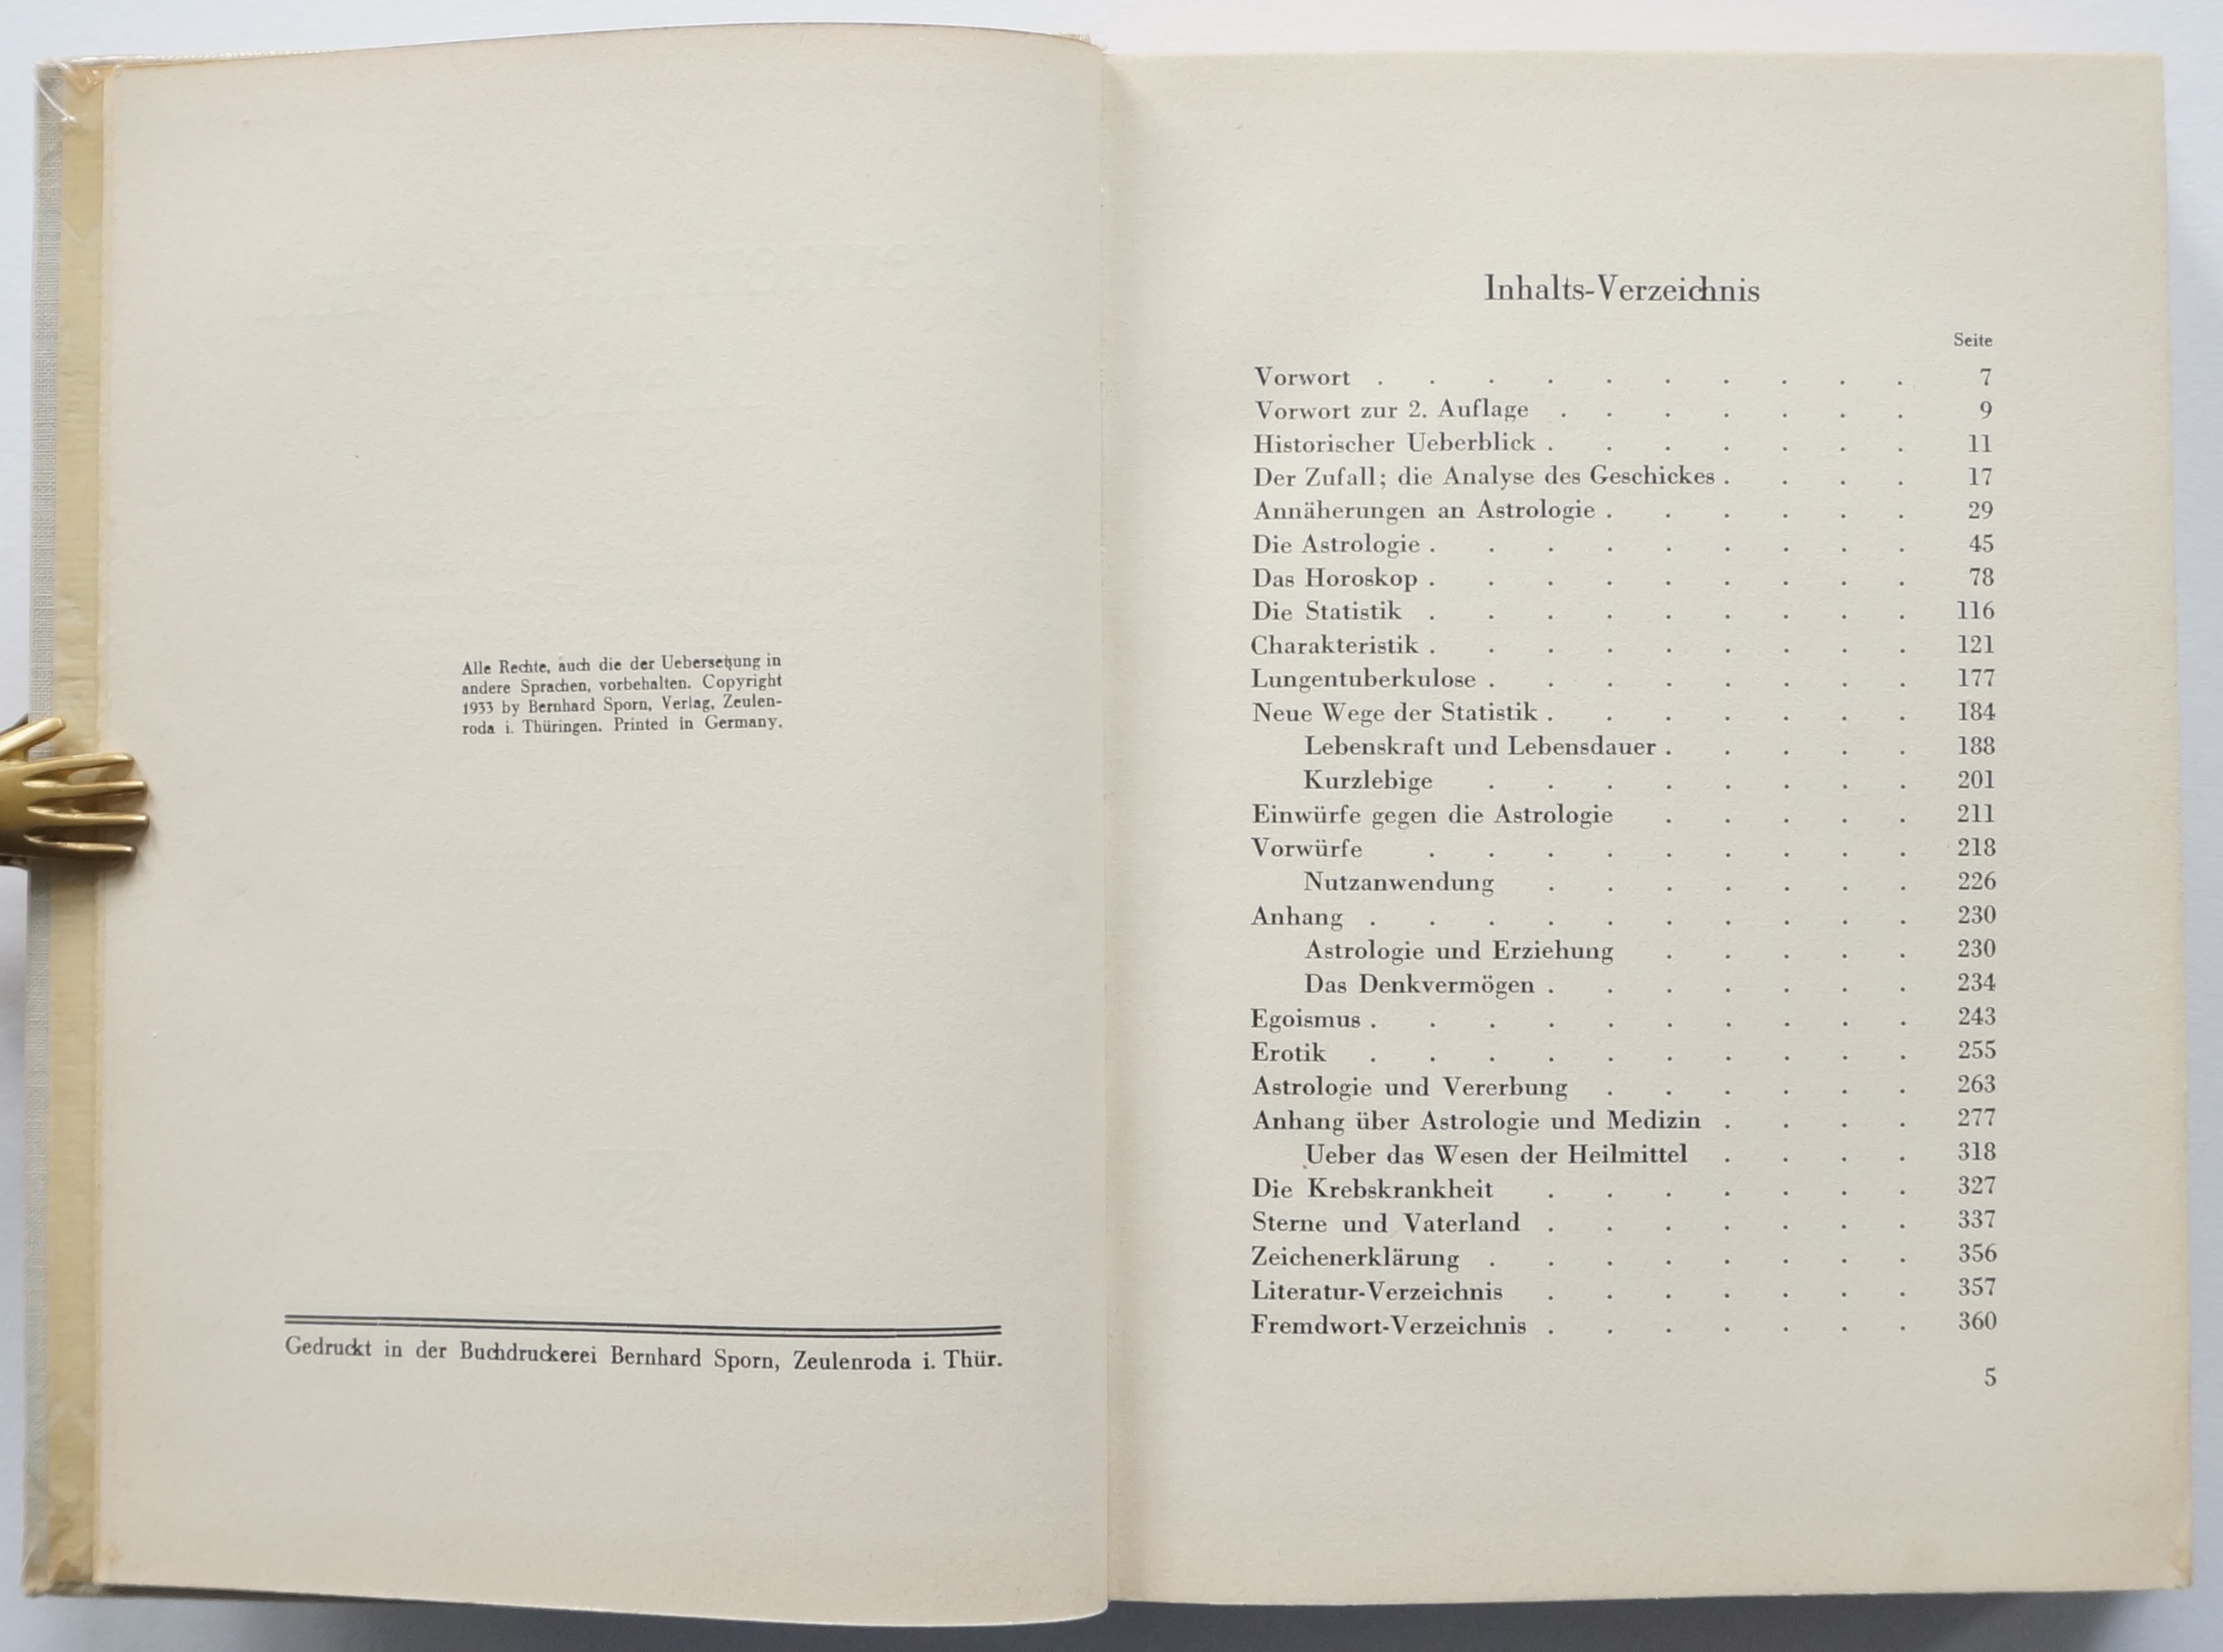 Alle Rechte, auch die der Uebersetzung in
andere Sprachen, vorbehalten. Copyright
1933 by Bernhard Sporn, Verlag, Zeulen-
roda i. Thüringen. Printed in Germany.
Gedruckt in der Buchdruckerei Bernhard Sporn, Zeulenroda i. Thür.
Inhalts-Verzeichnis
Seite
Vorwort . . . . . . . . . . 7
Vorwort zur 2. Auflage . . . . . . . 9
Historischer Ueberblick . . . . . . . 11
Der Zufall; die Analyse des Geschickes . . . . 17
Annäherungen an Astrologie . . . . . . 29
Die Astrologie . . . . . . . . . 45
Das Horoskop . . . . . . . . . 78
Die Statistik . . . . . . . . . 116
Charakteristik . . . . . . . . . 121
Lungentuberkulose . . . . . . . . 177
Neue Wege der Statistik . . . . . . . 184
Lebenskraft und Lebensdauer . . . . . 188
Kurzlebige . . . . . . . . 201
Einwürfe gegen die Astrologie . . . . . 211
Vorwürfe . . . . . . . . . 218
Nutzanwendung . . . . . . . 226
Anhang . . . . . . . . . . 230
Astrologie und Erziehung . . . . . 230
Das Denkvermögen . . . . . . . 234
Egoismus . . . . . . . . . . 243
Erotik . . . . . . . . . . 255
Astrologie und Vererbung . . . . . . 263
Anhang über Astrologie und Medizin . . . . 277
Ueber das Wesen der Heilmittel . . . . 318
Die Krebskrankheit . . . . . . . 327
Sterne und Vaterland . . . . . . . 337
Zeichenerklärung . . . . . . . . 356
Literatur-Verzeichnis . . . . . . . 357
Fremdwort-Verzeichnis . . . . . . . 360
5